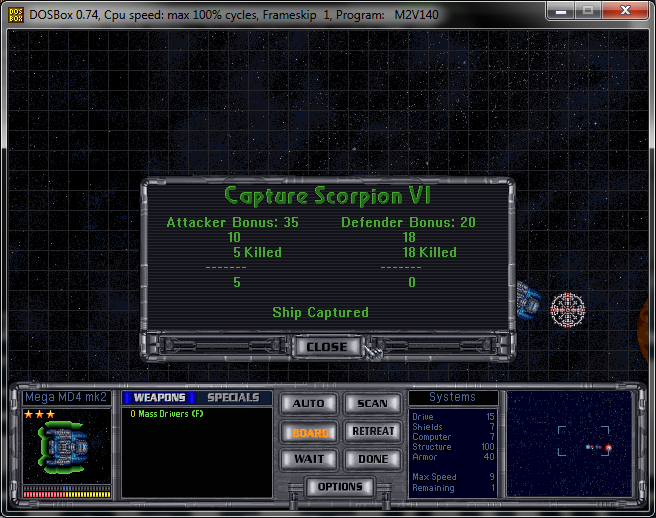 DOSBox 0.74, Cpu speed: max 100% cycles, Frameskip 1, Program: M2V140
Capture Scorpion VI
Attacker Bonus: 35 Defender Bonus: 20
10 18
5 Killed 18 Killed
------- -------
5 0
Ship Captured
CLOSE
Mega MD4 mk2
WEAPONS SPECIALS
0 Mass Drivers (F)
AUTO SCAN
BOARD RETREAT
WAIT DONE
OPTIONS
Systems
Drive 15
Shields 7
Computer 7
Structure 100
Armor 40
Max Speed 9
Remaining 1